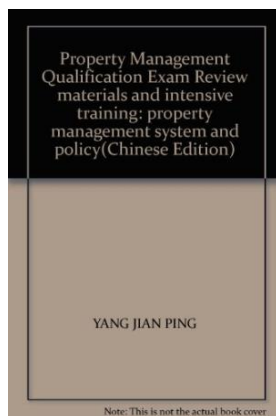 Property Management
Qualification Exam Review
materials and intensive
training: property
management system and
policy(Chinese Edition)
YANG JIAN PING
Note: This is not the actual book cover